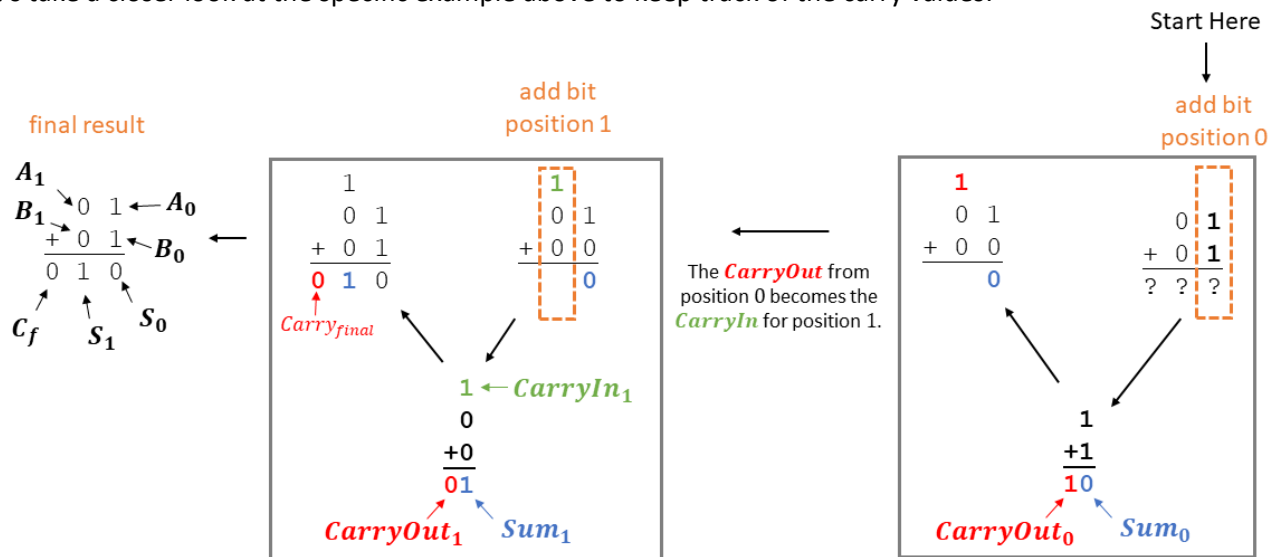 Start Here
add bit
position 0
0 1
+ 0 1
? ? ?
1
+1
10
CarryOut0
Sum0
1
0 1
+ 0 0
0
The CarryOut from
position 0 becomes the
CarryIn for position 1.
add bit
position 1
1
0 1
+ 0 0
0
1
CarryIn1
0
+0
01
CarryOut1
Sum1
1
0 1
+ 0 1
0 1 0
Carryfinal
final result
A1
0 1
A0
B1
+ 0 1
B0
0 1 0
Cf
S1
S0